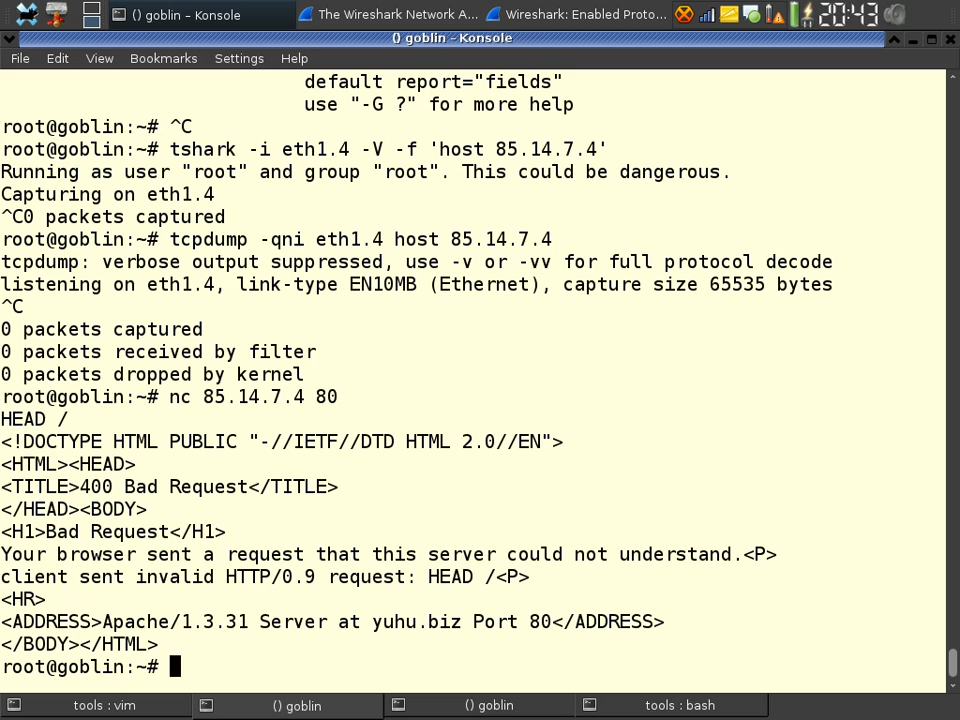 () goblin – Konsole
The Wireshark Network A...
Wireshark: Enabled Proto...
20:43
() goblin – Konsole
File Edit View Bookmarks Settings Help
default report="fields"
use "-G ?" for more help
root@goblin:~# ^C
root@goblin:~# tshark -i eth1.4 -V -f 'host 85.14.7.4'
Running as user "root" and group "root". This could be dangerous.
Capturing on eth1.4
^C0 packets captured
root@goblin:~# tcpdump -qni eth1.4 host 85.14.7.4
tcpdump: verbose output suppressed, use -v or -vv for full protocol decode
listening on eth1.4, link-type EN10MB (Ethernet), capture size 65535 bytes
^C
0 packets captured
0 packets received by filter
0 packets dropped by kernel
root@goblin:~# nc 85.14.7.4 80
HEAD /
<!DOCTYPE HTML PUBLIC "-//IETF//DTD HTML 2.0//EN">
<HTML><HEAD>
<TITLE>400 Bad Request</TITLE>
</HEAD><BODY>
<H1>Bad Request</H1>
Your browser sent a request that this server could not understand.<P>
client sent invalid HTTP/0.9 request: HEAD /<P>
<HR>
<ADDRESS>Apache/1.3.31 Server at yuhu.biz Port 80</ADDRESS>
</BODY></HTML>
root@goblin:~#
tools : vim
() goblin
() goblin
tools : bash